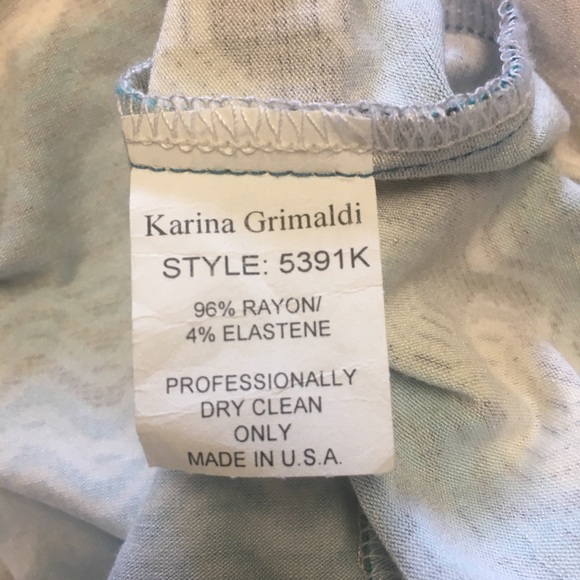 Karina Grimaldi
STYLE: 5391K
96% RAYON/
4% ELASTENE
PROFESSIONALLY
DRY CLEAN
ONLY
MADE IN U.S.A.